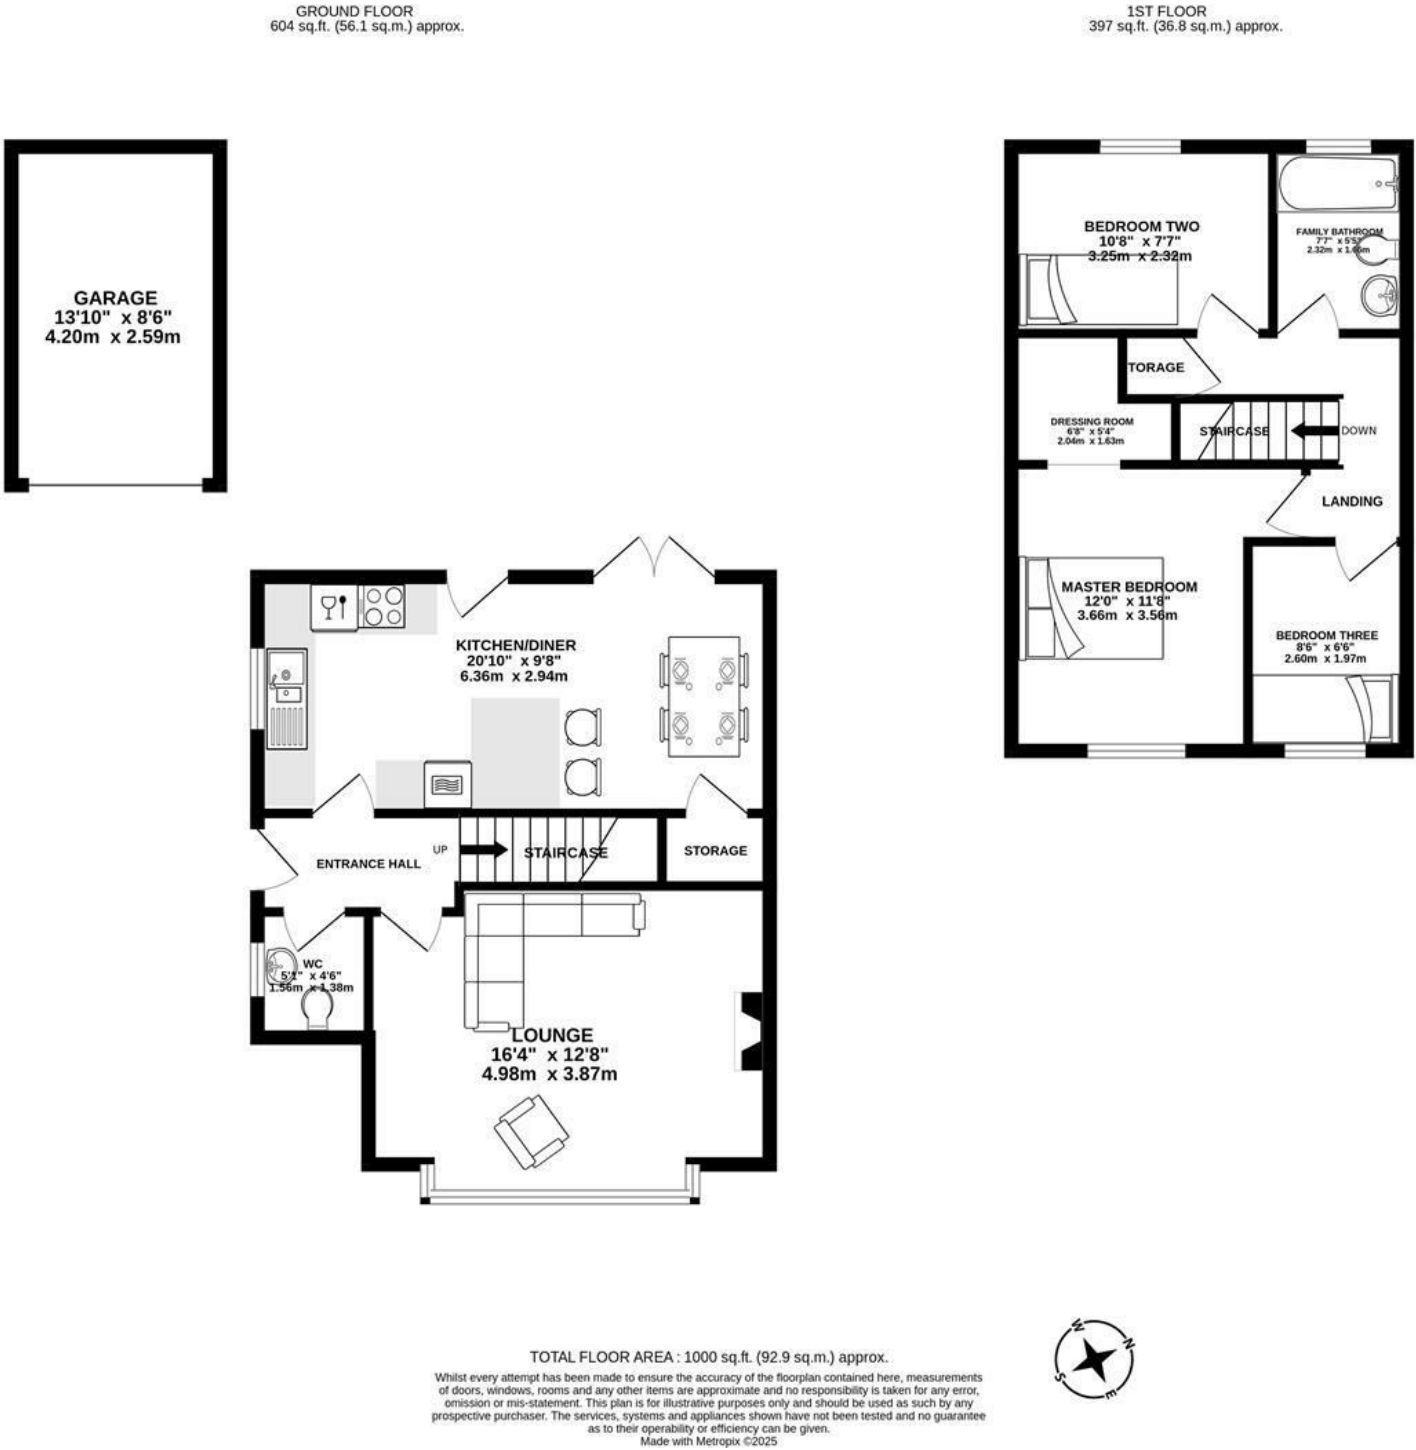 GROUND FLOOR
604 sq.ft. (56.1 sq.m.) approx.
1ST FLOOR
397 sq.ft. (36.8 sq.m.) approx.
GARAGE
13'10" x 8'6"
4.20m x 2.59m
BEDROOM TWO
10'8" x 7'7"
3.25m x 2.32m
FAMILY BATHROOM
7'7" x 5'5"
2.32m x 1.66m
TORAGE
DRESSING ROOM
6'8" x 5'4"
2.04m x 1.63m
STAIRCASE
DOWN
LANDING
MASTER BEDROOM
12'0" x 11'8"
3.66m x 3.56m
BEDROOM THREE
8'6" x 6'6"
2.60m x 1.97m
KITCHEN/DINER
20'10" x 9'8"
6.36m x 2.94m
ENTRANCE HALL
UP
STAIRCASE
STORAGE
WC
5'1" x 4'6"
1.56m x 1.38m
LOUNGE
16'4" x 12'8"
4.98m x 3.87m
W
N
S
E
TOTAL FLOOR AREA : 1000 sq.ft. (92.9 sq.m.) approx.
Whilst every attempt has been made to ensure the accuracy of the floorplan contained here, measurements
of doors, windows, rooms and any other items are approximate and no responsibility is taken for any error,
omission or mis-statement. This plan is for illustrative purposes only and should be used as such by any
prospective purchaser. The services, systems and appliances shown have not been tested and no guarantee
as to their operability or efficiency can be given.
Made with Metropix ©2025